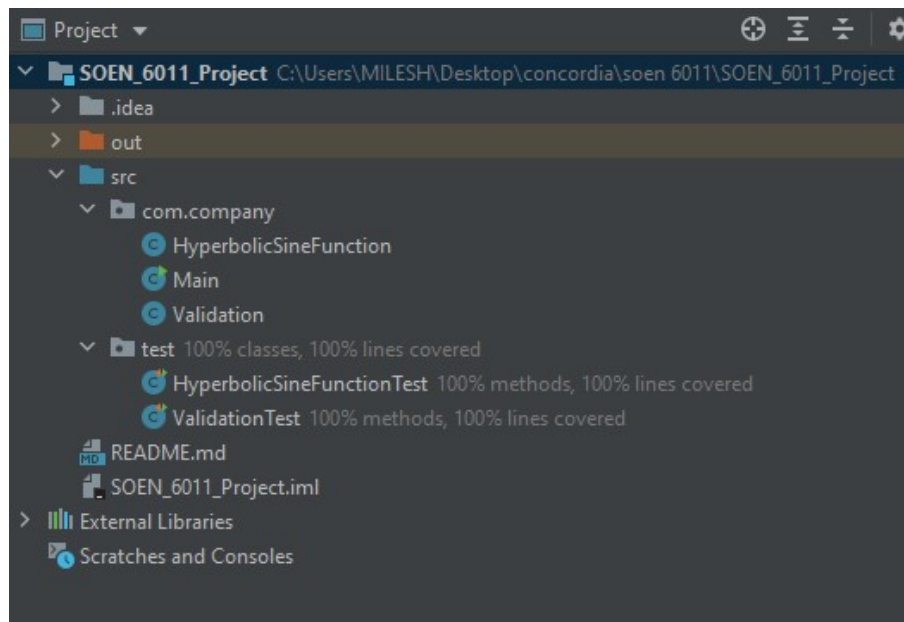 Project
SOEN_6011_Project C:\Users\MILESH\Desktop\concordia\soen 6011\SOEN_6011_Project
.idea
out
src
com.company
C HyperbolicSineFunction
C Main
C Validation
test 100% classes, 100% lines covered
C HyperbolicSineFunctionTest 100% methods, 100% lines covered
C ValidationTest 100% methods, 100% lines covered
MD README.md
SOEN_6011_Project.iml
External Libraries
Scratches and Consoles